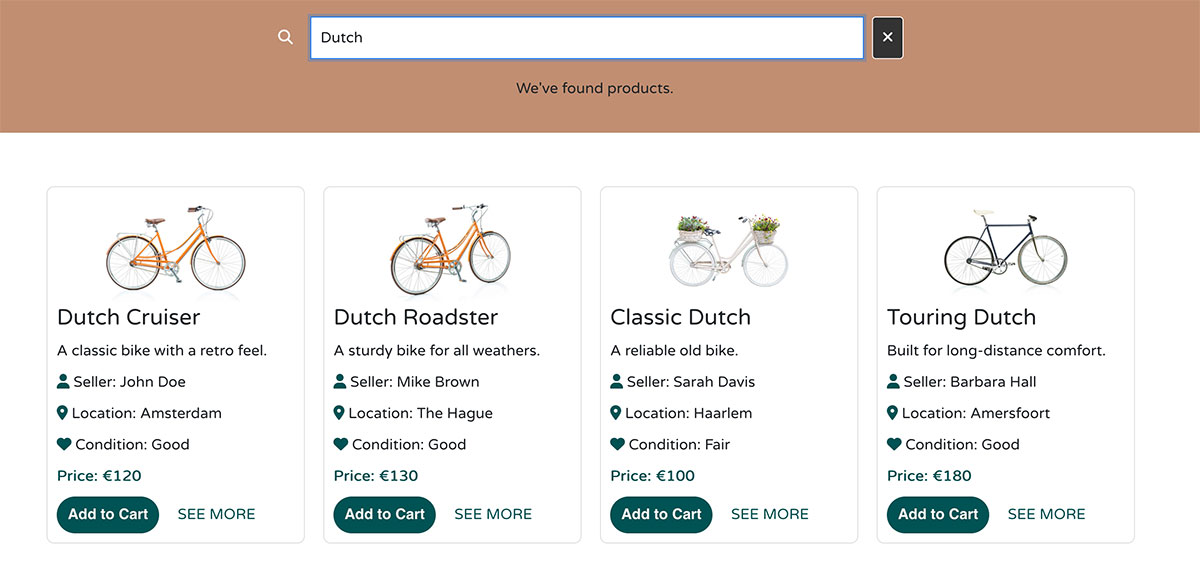 Dutch
We've found products.
Dutch Cruiser
A classic bike with a retro feel.
Seller: John Doe
Location: Amsterdam
Condition: Good
Price: €120
Add to Cart SEE MORE
Dutch Roadster
A sturdy bike for all weathers.
Seller: Mike Brown
Location: The Hague
Condition: Good
Price: €130
Add to Cart SEE MORE
Classic Dutch
A reliable old bike.
Seller: Sarah Davis
Location: Haarlem
Condition: Fair
Price: €100
Add to Cart SEE MORE
Touring Dutch
Built for long-distance comfort.
Seller: Barbara Hall
Location: Amersfoort
Condition: Good
Price: €180
Add to Cart SEE MORE